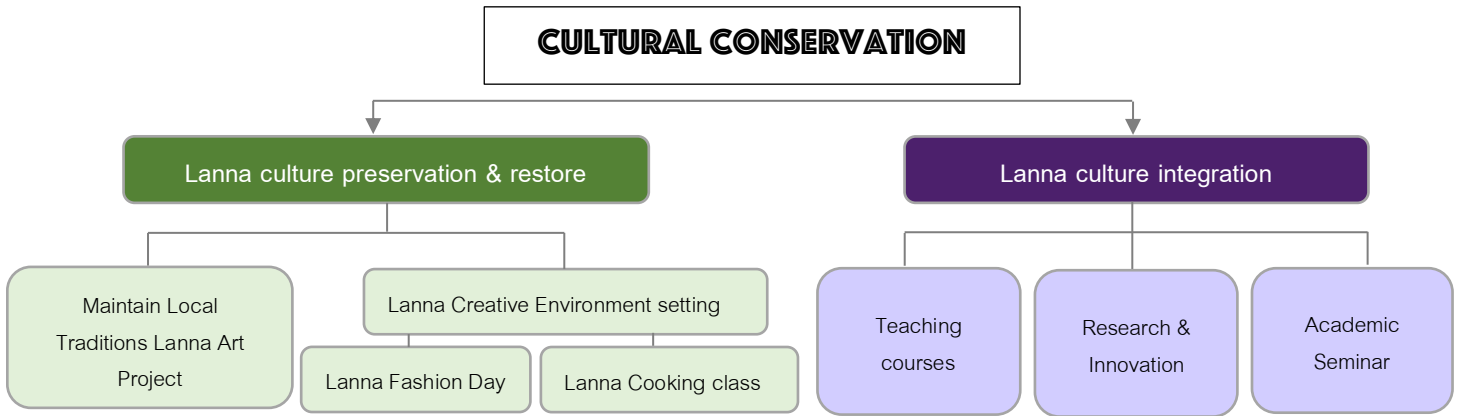 CULTURAL CONSERVATION
Lanna culture preservation & restore
Lanna culture integration
Maintain Local
Traditions Lanna Art
Project
Lanna Creative Environment setting
Lanna Fashion Day
Lanna Cooking class
Teaching
courses
Research &
Innovation
Academic
Seminar